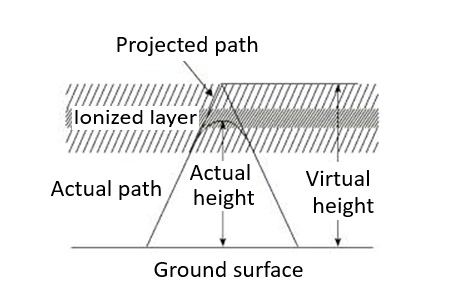 Projected path
Ionized layer
Actual path
Actual
height
Virtual
height
Ground surface